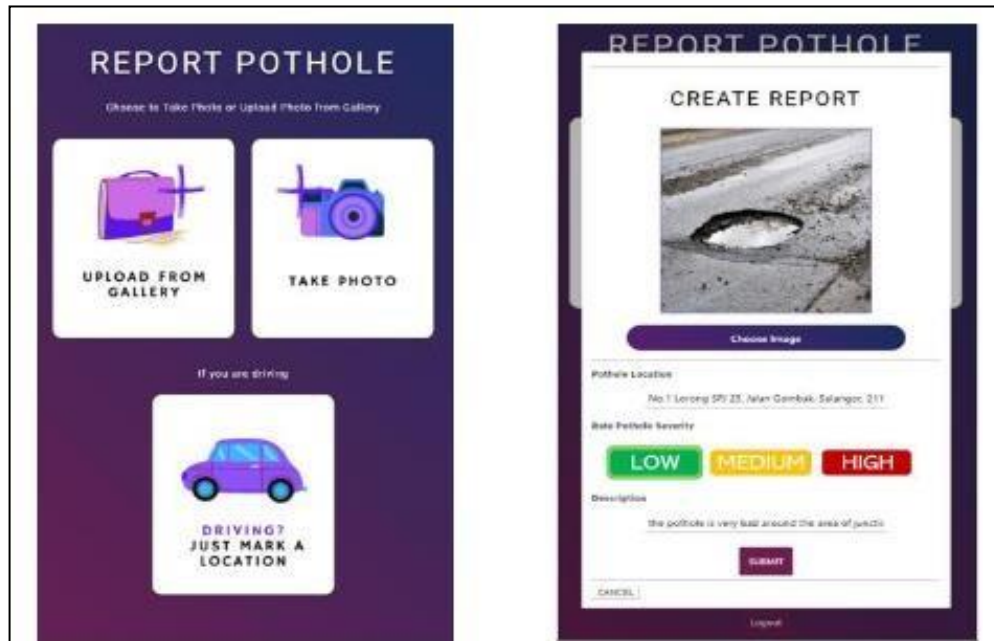 REPORT POTHOLE
Choose to Take Photo or Upload Photo from Gallery
UPLOAD FROM
GALLERY
TAKE PHOTO
If you are driving
DRIVING?
JUST MARK A
LOCATION
REPORT POTHOLE
CREATE REPORT
Choose Image
Pothole Location
No.1 Lorong SRI 23, Jalan Gombak, Selangor, 211
Rate Pothole Severity
LOW
MEDIUM
HIGH
Description
the pothole is very bad around the area of junctic
SUBMIT
CANCEL
Logout